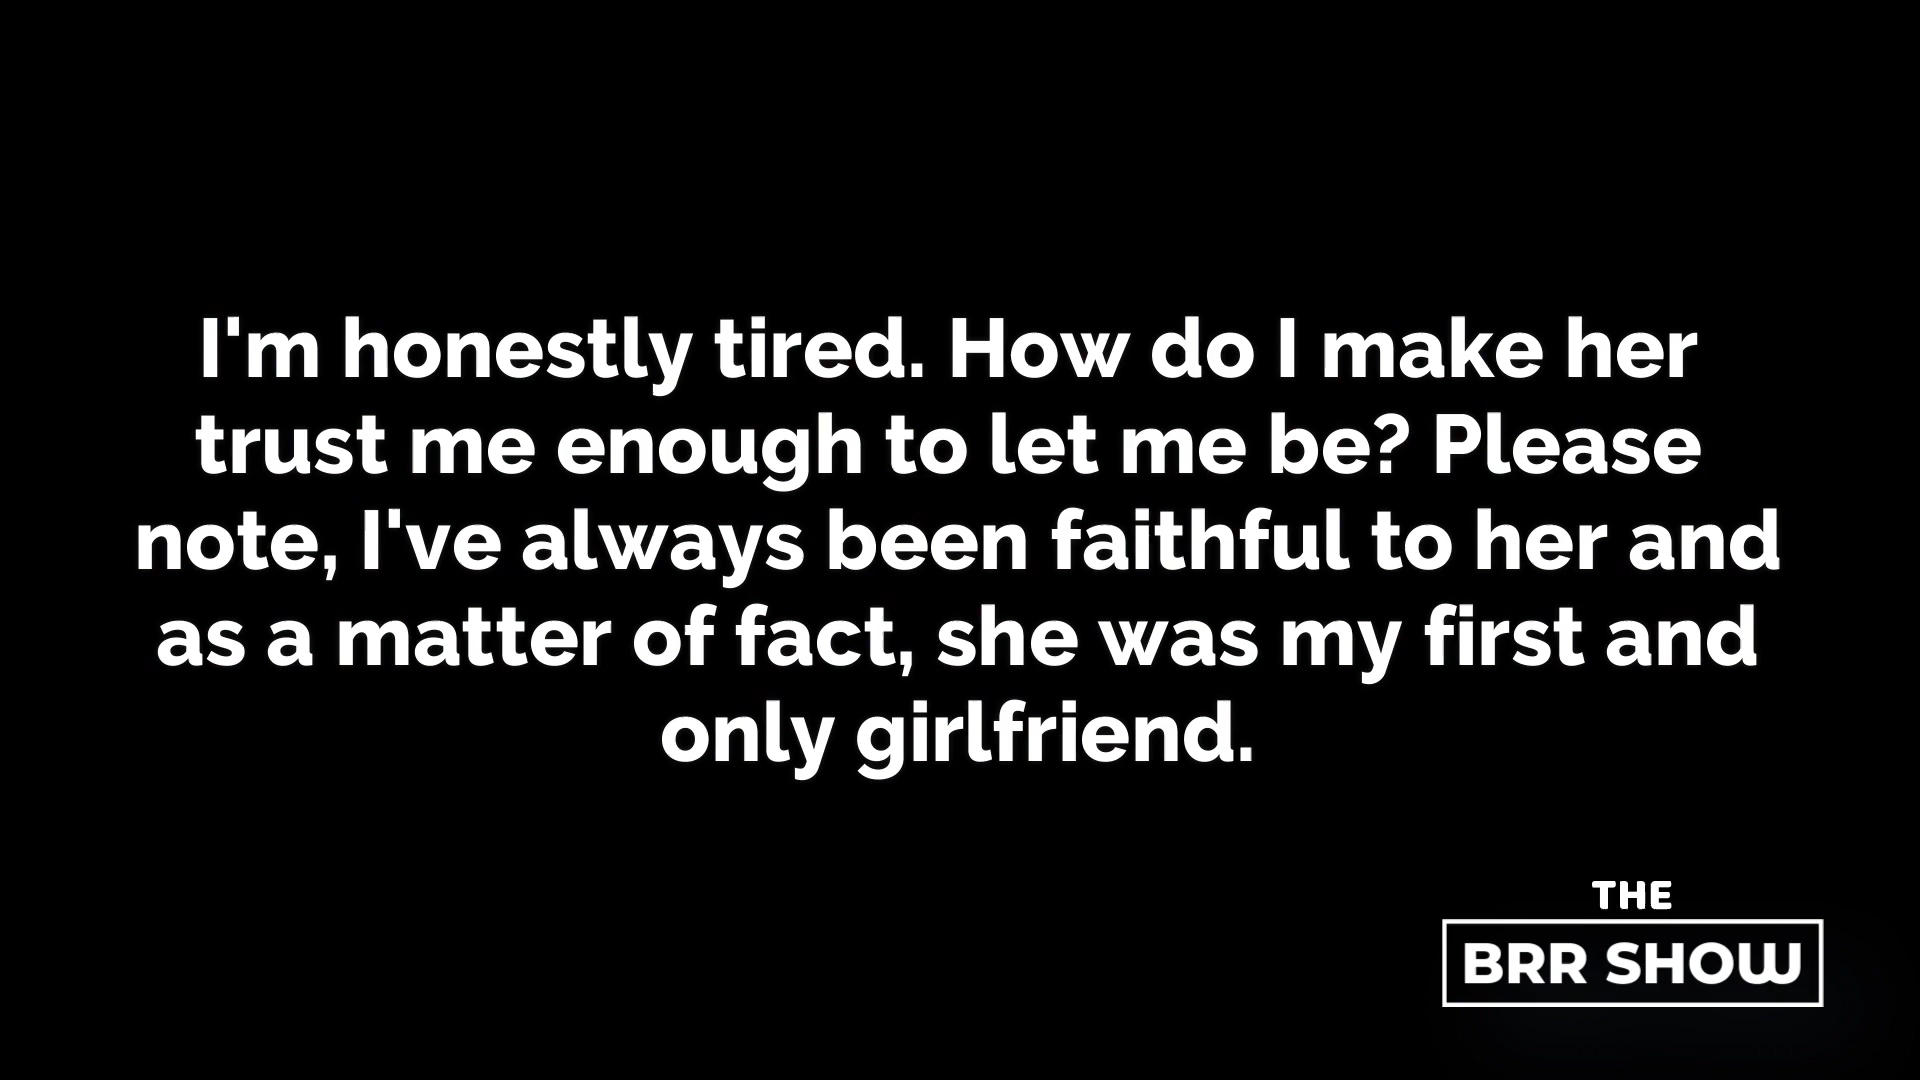 I'm honestly tired. How do I make her
trust me enough to let me be? Please
note, I've always been faithful to her and
as a matter of fact, she was my first and
only girlfriend.
THE
BRR SHOW